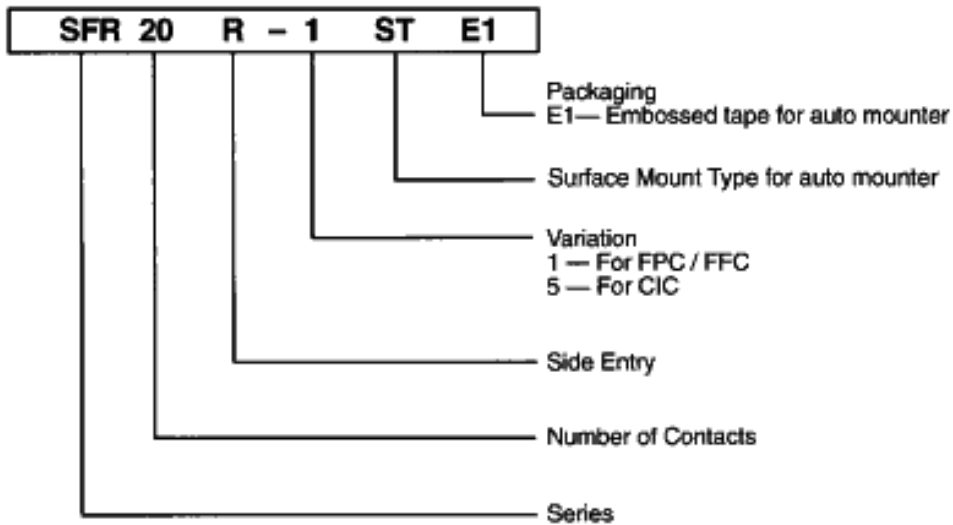 SFR 20 R – 1 ST E1
Packaging
E1— Embossed tape for auto mounter
Surface Mount Type for auto mounter
Variation
1 — For FPC / FFC
5 — For CIC
Side Entry
Number of Contacts
Series